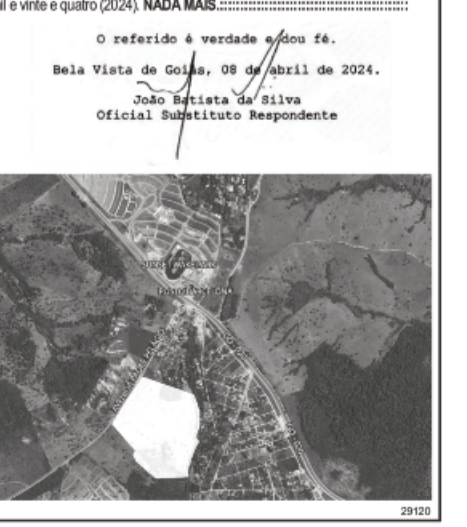 il e vinte e quatro (2024). NADA MAIS.
O referido é verdade e dou fé.
Bela Vista de Goiás, 08 de abril de 2024.
João Batista da Silva
Oficial Substituto Respondente
29120